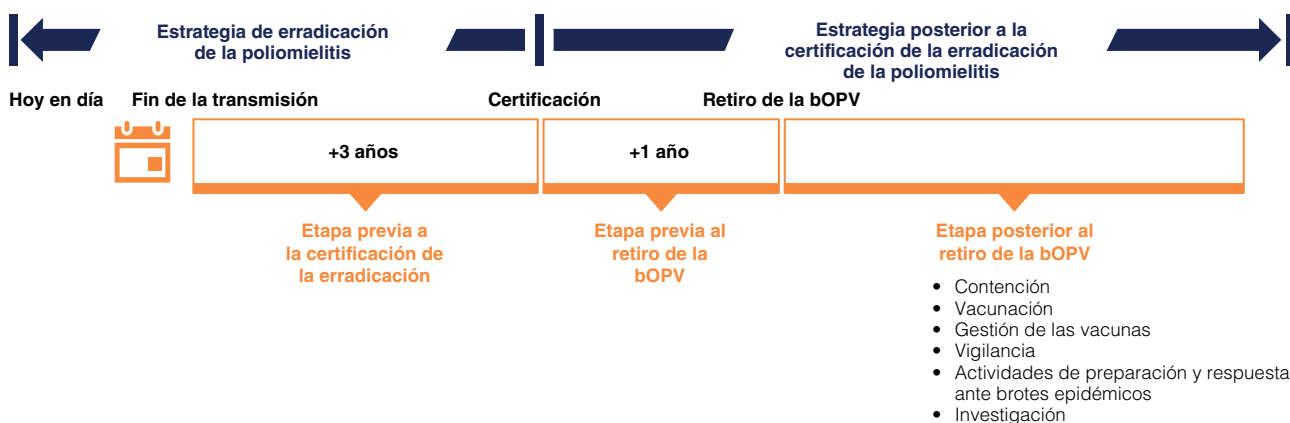 Estrategia de erradicación
de la poliomielitis
Estrategia posterior a la
certificación de la erradicación
de la poliomielitis
Hoy en día
Fin de la transmisión
Certificación
Retiro de la bOPV
+3 años
+1 año
Etapa previa a
la certificación de
la erradicación
Etapa previa al
retiro de la
bOPV
Etapa posterior al
retiro de la bOPV
• Contención
• Vacunación
• Gestión de las vacunas
• Vigilancia
• Actividades de preparación y respuesta
ante brotes epidémicos
• Investigación